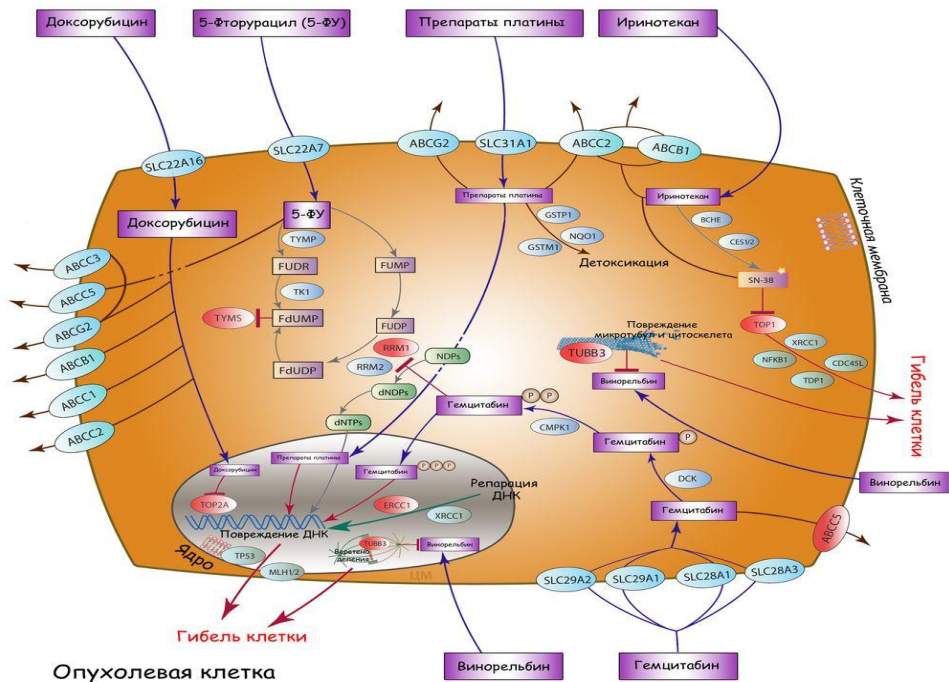 Доксорубицин
5-Фторурацил (5-ФУ)
Препараты платины
Иринотекан
SLC22A16
SLC22A7
ABCG2
SLC31A1
ABCC2
ABCB1
Клеточная мембрана
Доксорубицин
5-ФУ
Препараты платины
Иринотекан
TYMP
GSTP1
NQO1
GSTM1
Детоксикация
BCHE
CES1/2
SN-38
ABCC3
ABCC5
ABCG2
ABCB1
ABCC1
ABCC2
FUDR
FUMP
TK1
TYMS
FdUMP
FUDP
FdUDP
RRM1
RRM2
NDPs
dNDPs
dNTPs
TOP1
XRCC1
NFKB1
CDC45L
TDP1
Повреждение
микротубул и цитоскелета
TUBB3
Винорельбин
Гибель
клетки
Гемцитабин
P P
CMPK1
Гемцитабин
P
DCK
Гемцитабин
Винорельбин
ABCC5
Доксорубицин
Препараты платины
Гемцитабин
P P P
Репарация
ДНК
TOP2A
ERCC1
XRCC1
Повреждение ДНК
Ядро
TP53
MLH1/2
TUBB3
Веретено
деления
Винорельбин
ЦМ
SLC29A2
SLC29A1
SLC28A1
SLC28A3
Гибель клетки
Опухолевая клетка
Винорельбин
Гемцитабин